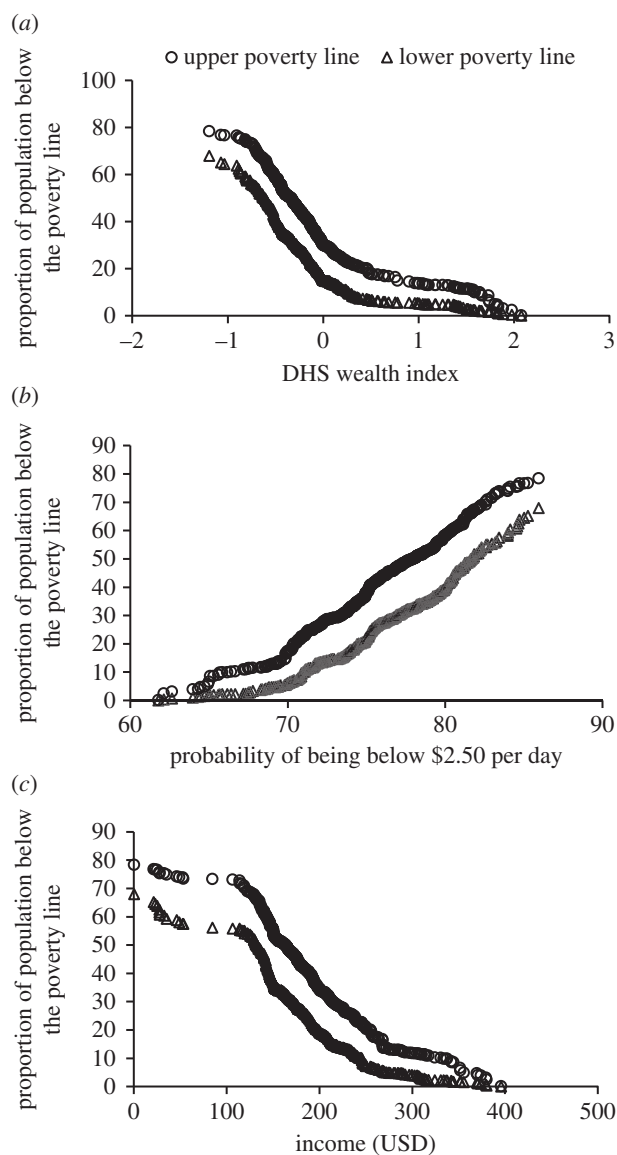 (a)
○ upper poverty line △ lower poverty line
proportion of population below
the poverty line
100
80
60
40
20
0
−2 −1 0 1 2 3
DHS wealth index
(b)
proportion of population below
the poverty line
90
80
70
60
50
40
30
20
10
0
60 70 80 90
probability of being below $2.50 per day
(c)
proportion of population below
the poverty line
90
80
70
60
50
40
30
20
10
0
0 100 200 300 400 500
income (USD)